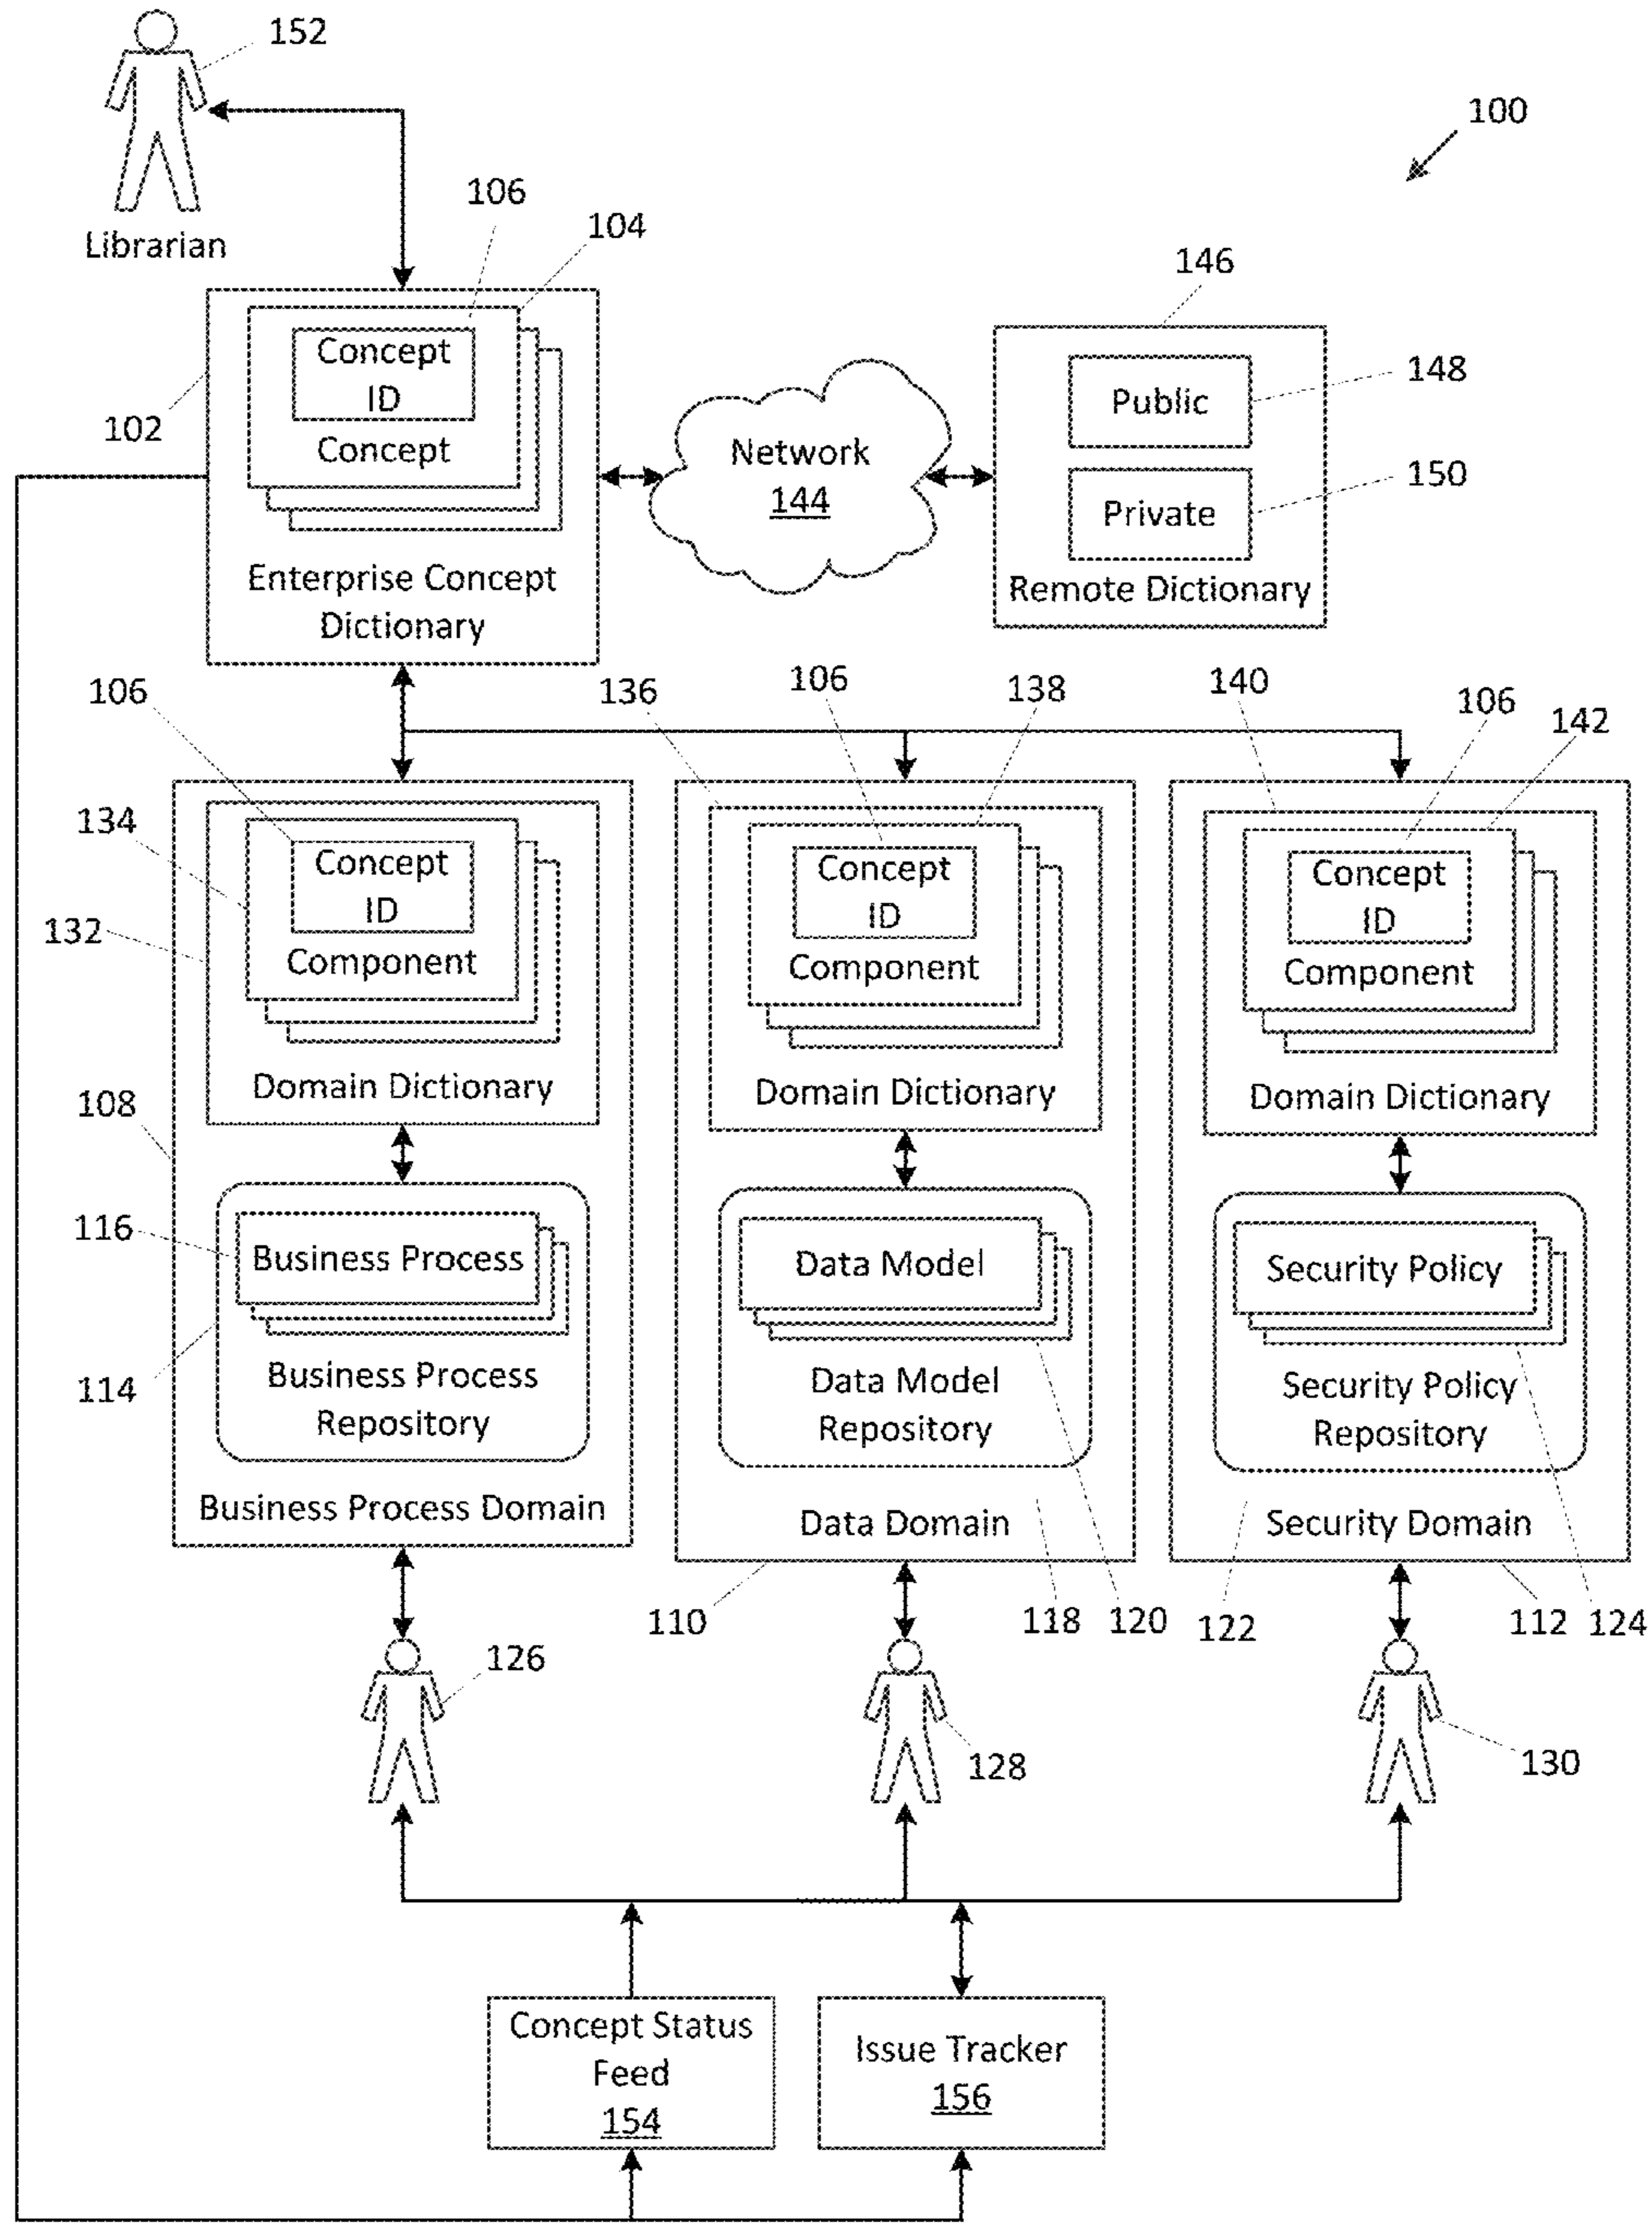 152
100
Librarian
106
104
146
Concept
ID
Concept
102
Enterprise Concept
Dictionary
Network
144
Public
148
Private
150
Remote Dictionary
106
136
106
138
140
106
142
134
132
Concept
ID
Component
Domain Dictionary
Concept
ID
Component
Domain Dictionary
Concept
ID
Component
Domain Dictionary
108
116
114
Business Process
Business Process
Repository
Business Process Domain
Data Model
Data Model
Repository
Data Domain
Security Policy
Security Policy
Repository
Security Domain
110
118
120
122
112
124
126
128
130
Concept Status
Feed
154
Issue Tracker
156